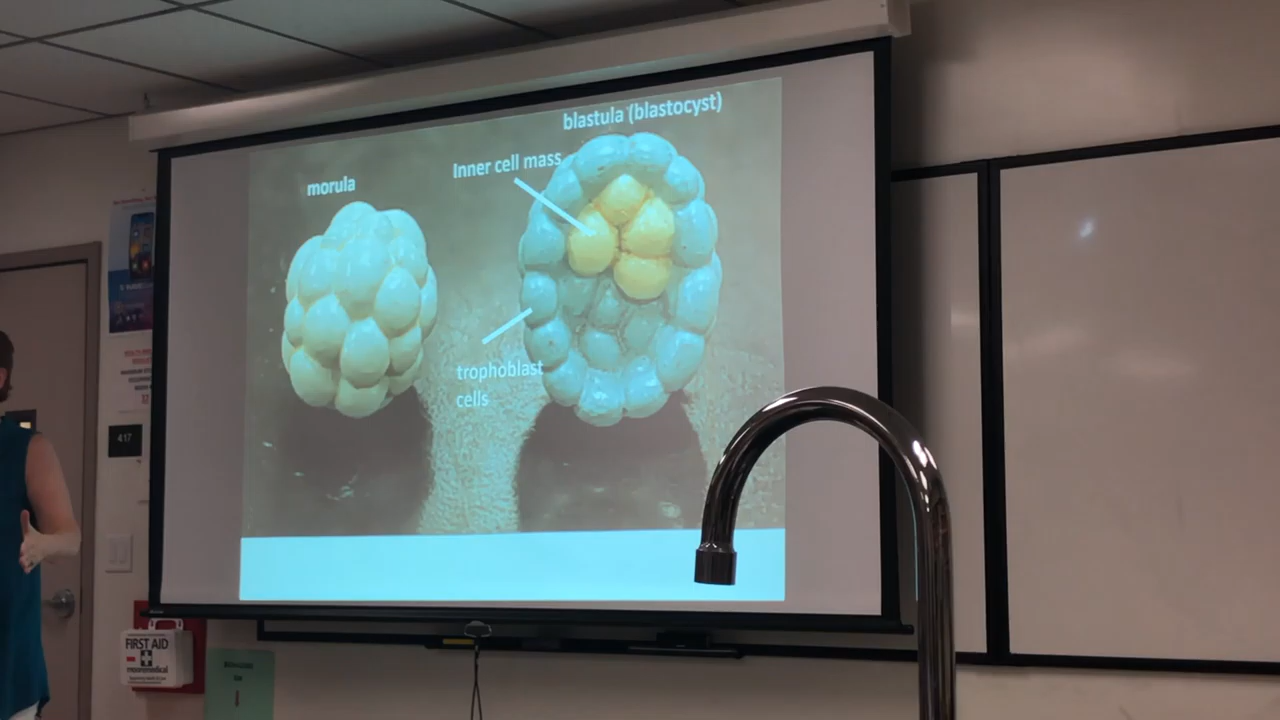 blastula (blastocyst)
Inner cell mass
morula
trophoblast
cells
417
FIRST AID